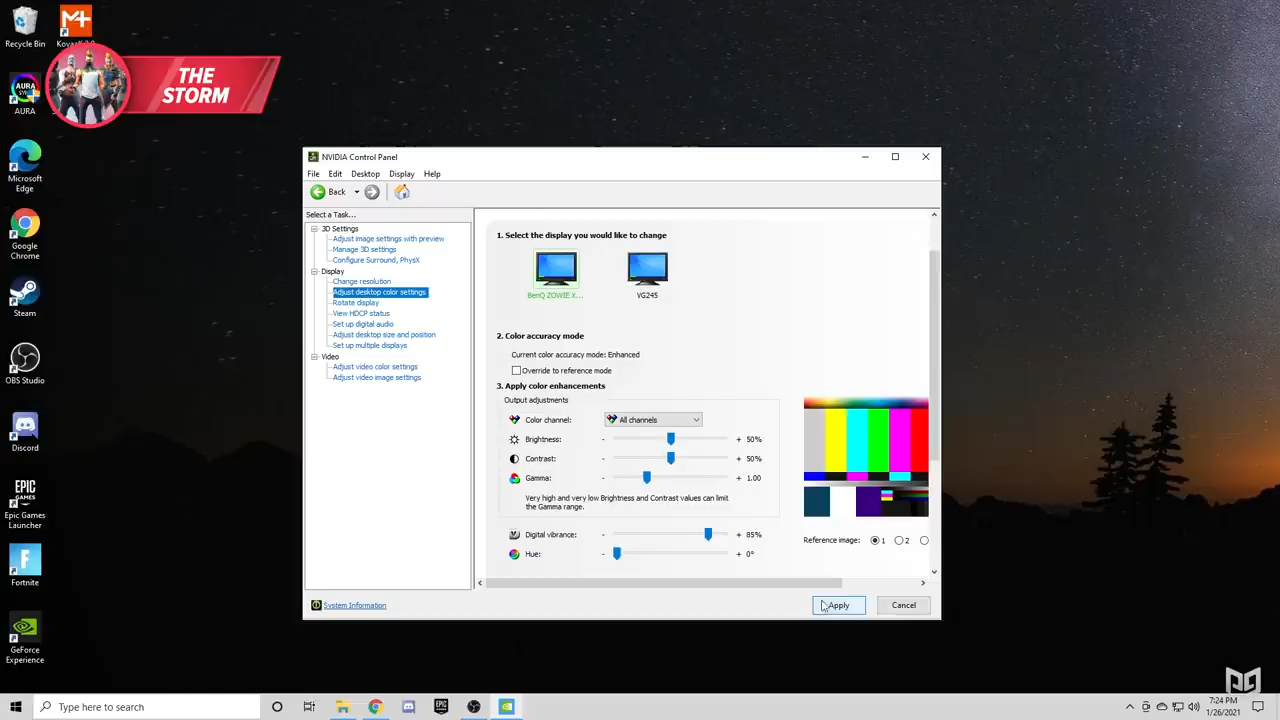 Recycle Bin
THE
STORM
AURA
Microsoft
Edge
Google
Chrome
Steam
OBS Studio
Discord
EPIC
GAMES
Epic Games
Launcher
Fortnite
GeForce
Experience
NVIDIA Control Panel
File Edit Desktop Display Help
Back
Select a Task...
3D Settings
Adjust image settings with preview
Manage 3D settings
Configure Surround, PhysX
Display
Change resolution
Adjust desktop color settings
Rotate display
View HDCP status
Set up digital audio
Adjust desktop size and position
Set up multiple displays
Video
Adjust video color settings
Adjust video image settings
System Information
1. Select the display you would like to change
BenQ ZOWIE X... VG245
2. Color accuracy mode
Current color accuracy mode: Enhanced
Override to reference mode
3. Apply color enhancements
Output adjustments
Color channel: All channels
Brightness: - + 50%
Contrast: - + 50%
Gamma: - + 1.00
Very high and very low Brightness and Contrast values can limit
the Gamma range.
Digital vibrance: - + 85%
Hue: - + 0°
Reference image: 1 2
Apply Cancel
Type here to search
7:24 PM
1/26/2021